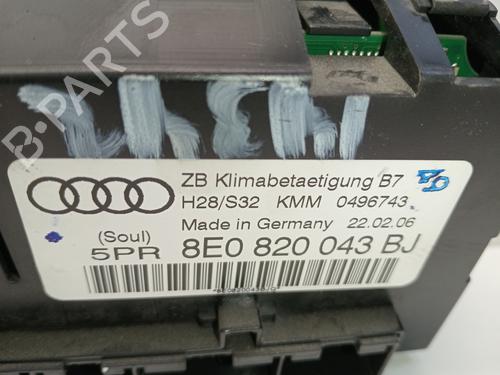 B-PARTS
ZB Klimabetaetigung B7
H28/S32 KMM 0496743
Made in Germany 22.02.06
(Soul)
5PR 8E0 820 043 BJ